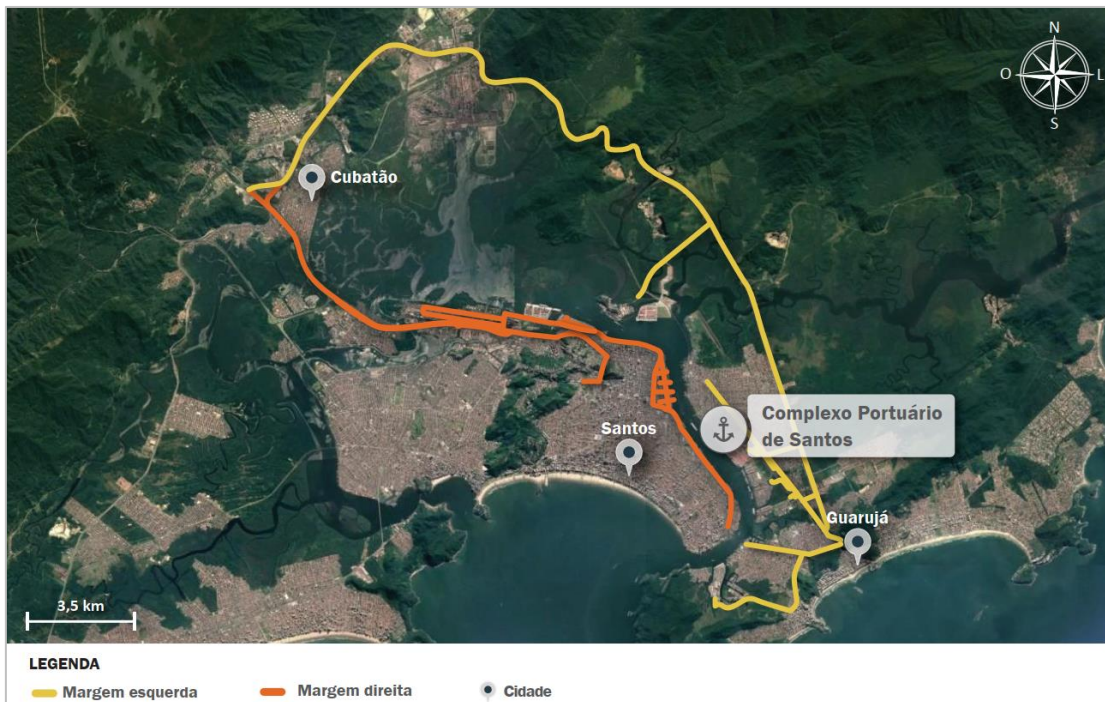 N
O
L
S
Cubatão
Complexo Portuário
de Santos
Santos
Guarujá
3,5 km
LEGENDA
Margem esquerda
Margem direita
Cidade